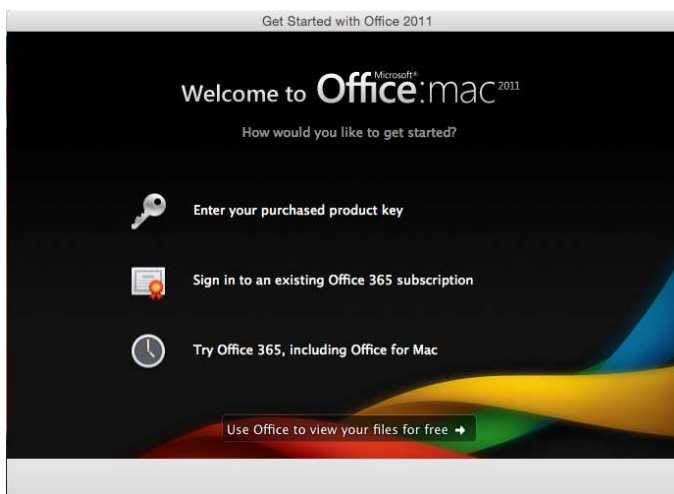 Get Started with Office 2011
Welcome to Microsoft® Office:mac 2011
How would you like to get started?
Enter your purchased product key
Sign in to an existing Office 365 subscription
Try Office 365, including Office for Mac
Use Office to view your files for free →